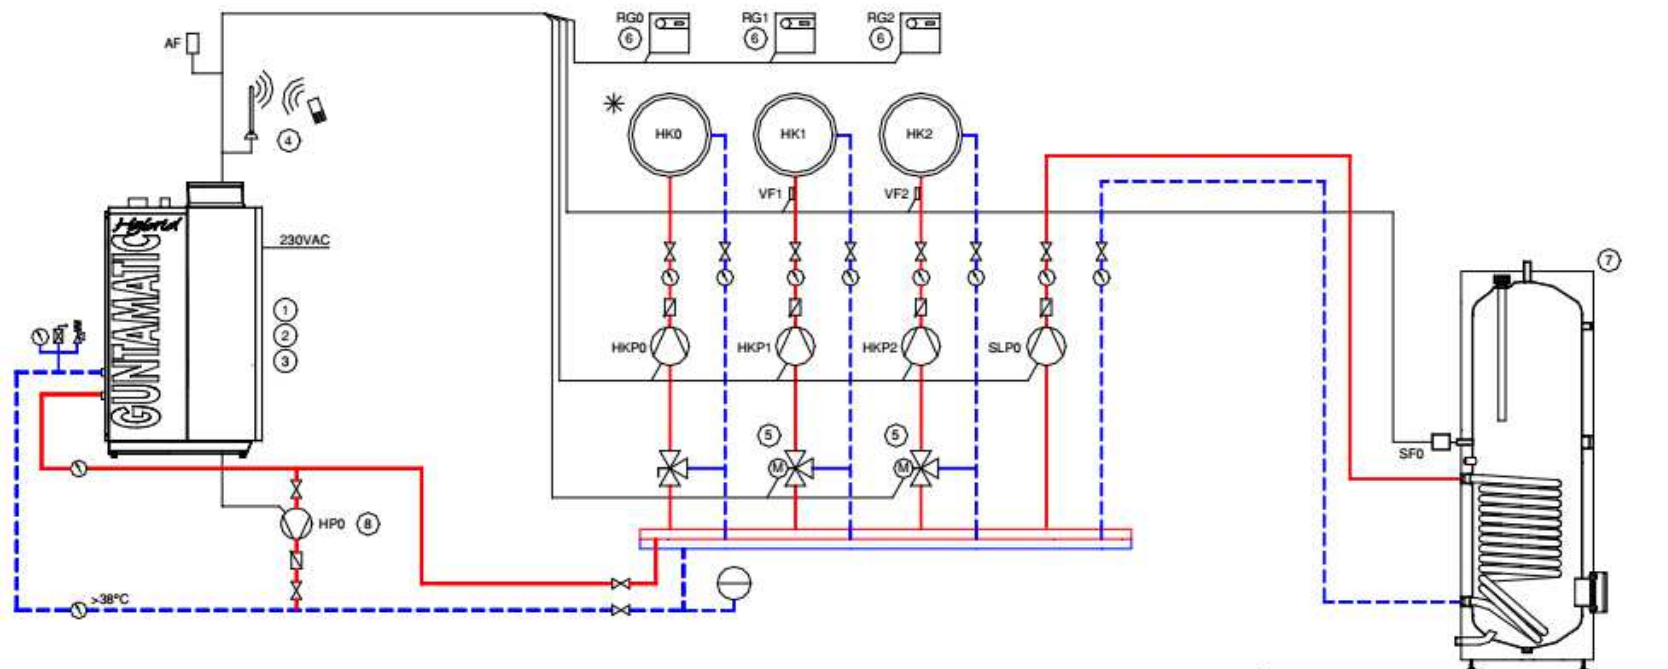 RG0
RG1
RG2
AF
6
6
6
4
HK0
HK1
HK2
VF1
VF2
Hybrid
GUNTAMATIC
230VAC
7
1
2
3
HKP0
HKP1
HKP2
SLP0
5
5
SF0
M
M
HP0
8
>38°C